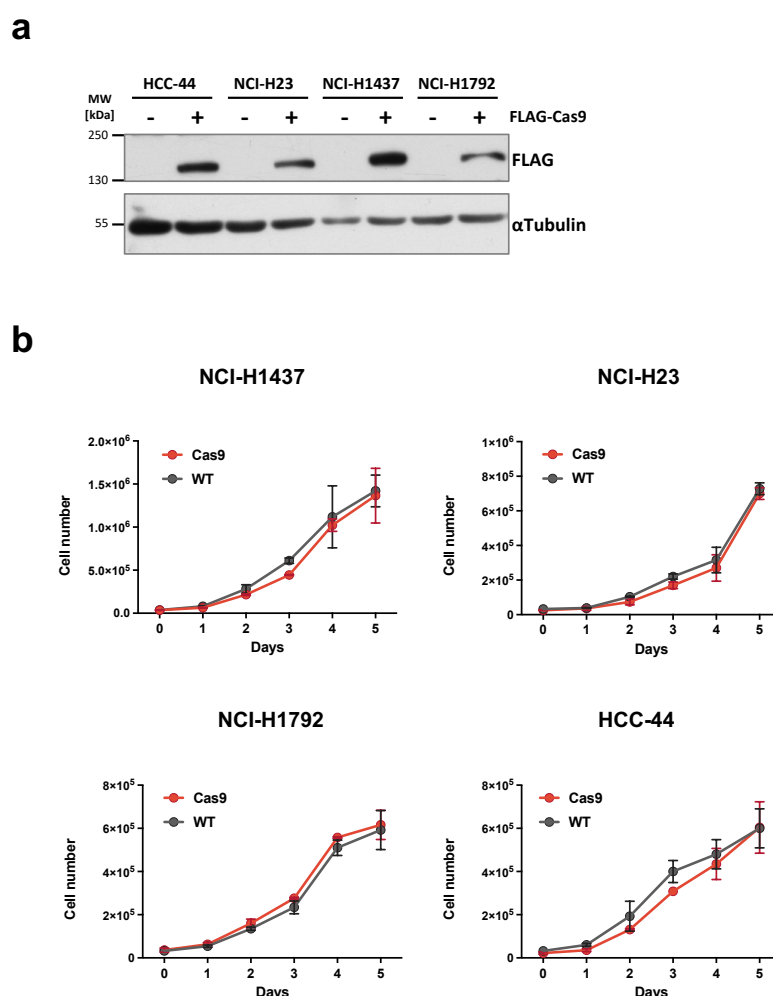 a
HCC-44 NCI-H23 NCI-H1437 NCI-H1792
MW
[kDa]
- + - + - + - + FLAG-Cas9
250
FLAG
130
55 αTubulin
b
NCI-H1437
2.0×10⁶
1.5×10⁶
1.0×10⁶
5.0×10⁵
0.0
Cell number
Cas9
WT
0 1 2 3 4 5
Days
NCI-H23
1×10⁶
8×10⁵
6×10⁵
4×10⁵
2×10⁵
0
Cell number
Cas9
WT
0 1 2 3 4 5
Days
NCI-H1792
8×10⁵
6×10⁵
4×10⁵
2×10⁵
0
Cell number
Cas9
WT
0 1 2 3 4 5
Days
HCC-44
8×10⁵
6×10⁵
4×10⁵
2×10⁵
0
Cell number
Cas9
WT
0 1 2 3 4 5
Days